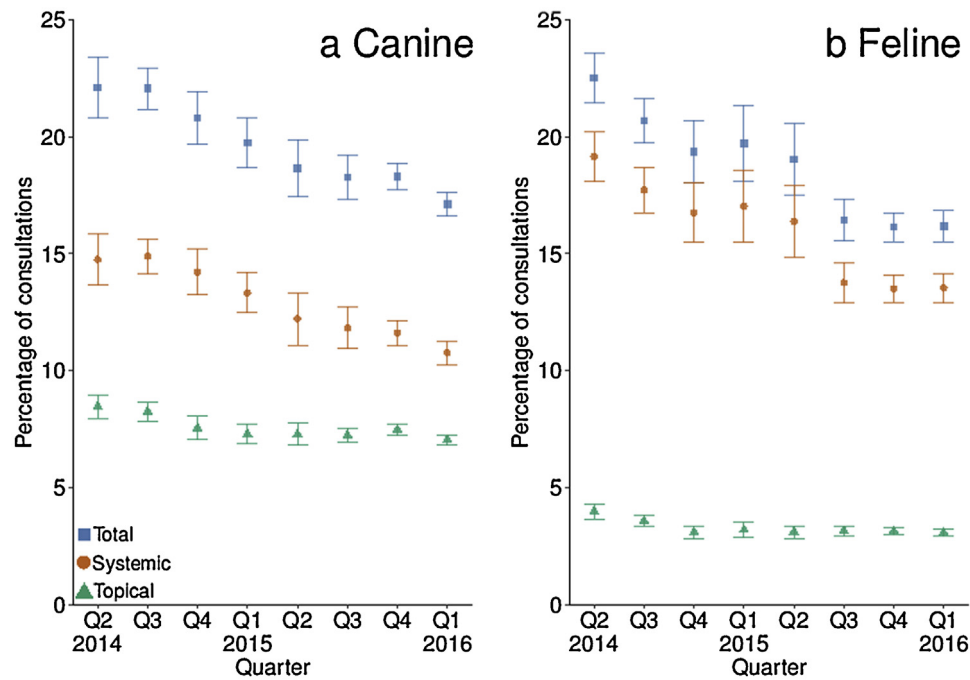 a Canine
Percentage of consultations
25
20
15
10
5
0
Total
Systemic
Topical
Q2 Q3 Q4 Q1 Q2 Q3 Q4 Q1
2014 2015 2016
Quarter
b Feline
Percentage of consultations
25
20
15
10
5
0
Q2 Q3 Q4 Q1 Q2 Q3 Q4 Q1
2014 2015 2016
Quarter